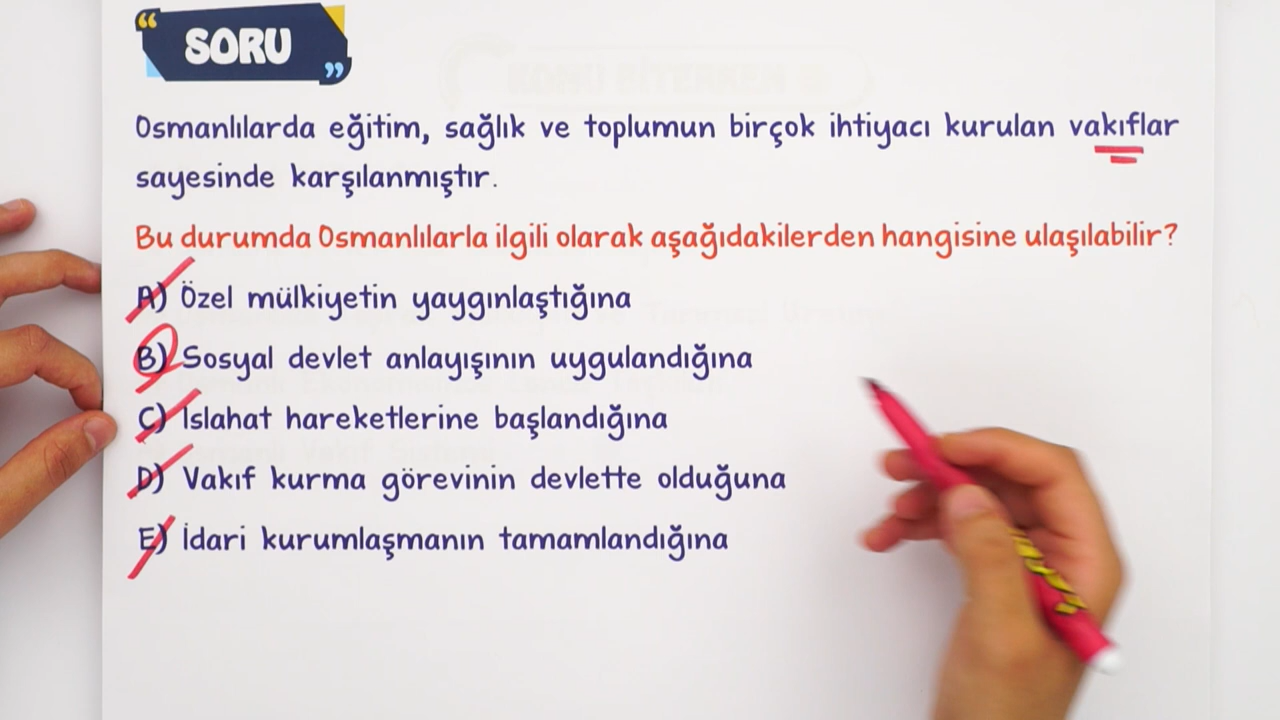 SORU
Osmanlılarda eğitim, sağlık ve toplumun birçok ihtiyacı kurulan vakıflar
sayesinde karşılanmıştır.
Bu durumda Osmanlılarla ilgili olarak aşağıdakilerden hangisine ulaşılabilir?
A) Özel mülkiyetin yaygınlaştığına
B) Sosyal devlet anlayışının uygulandığına
C) Islahat hareketlerine başlandığına
D) Vakıf kurma görevinin devlette olduğuna
E) İdari kurumlaşmanın tamamlandığına